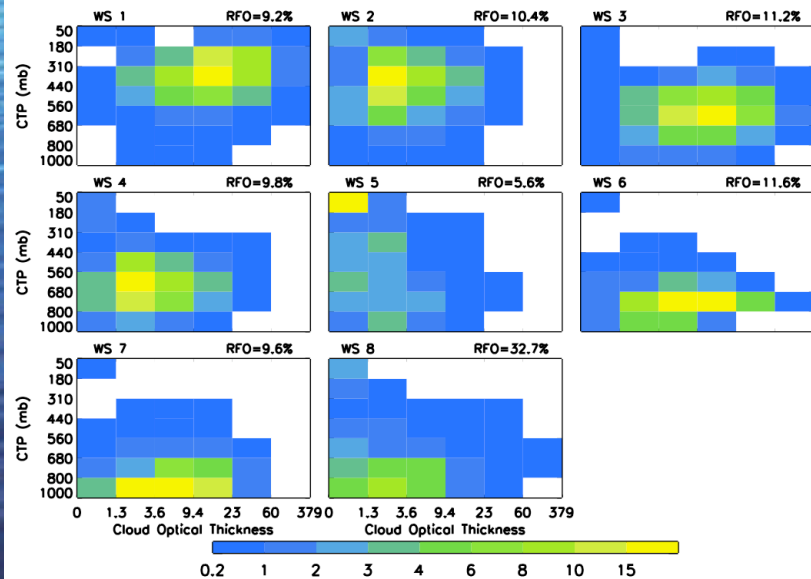 WS 1 RFO=9.2% WS 2 RFO=10.4% WS 3 RFO=11.2%
50
180
310
440
560
680
800
1000
CTP (mb)
WS 4 RFO=9.8% WS 5 RFO=5.6% WS 6 RFO=11.6%
50
180
310
440
560
680
800
1000
CTP (mb)
WS 7 RFO=9.6% WS 8 RFO=32.7%
50
180
310
440
560
680
800
1000
CTP (mb)
0 1.3 3.6 9.4 23 60 379 0 1.3 3.6 9.4 23 60 379
Cloud Optical Thickness Cloud Optical Thickness
0.2 1 2 3 4 6 8 10 15